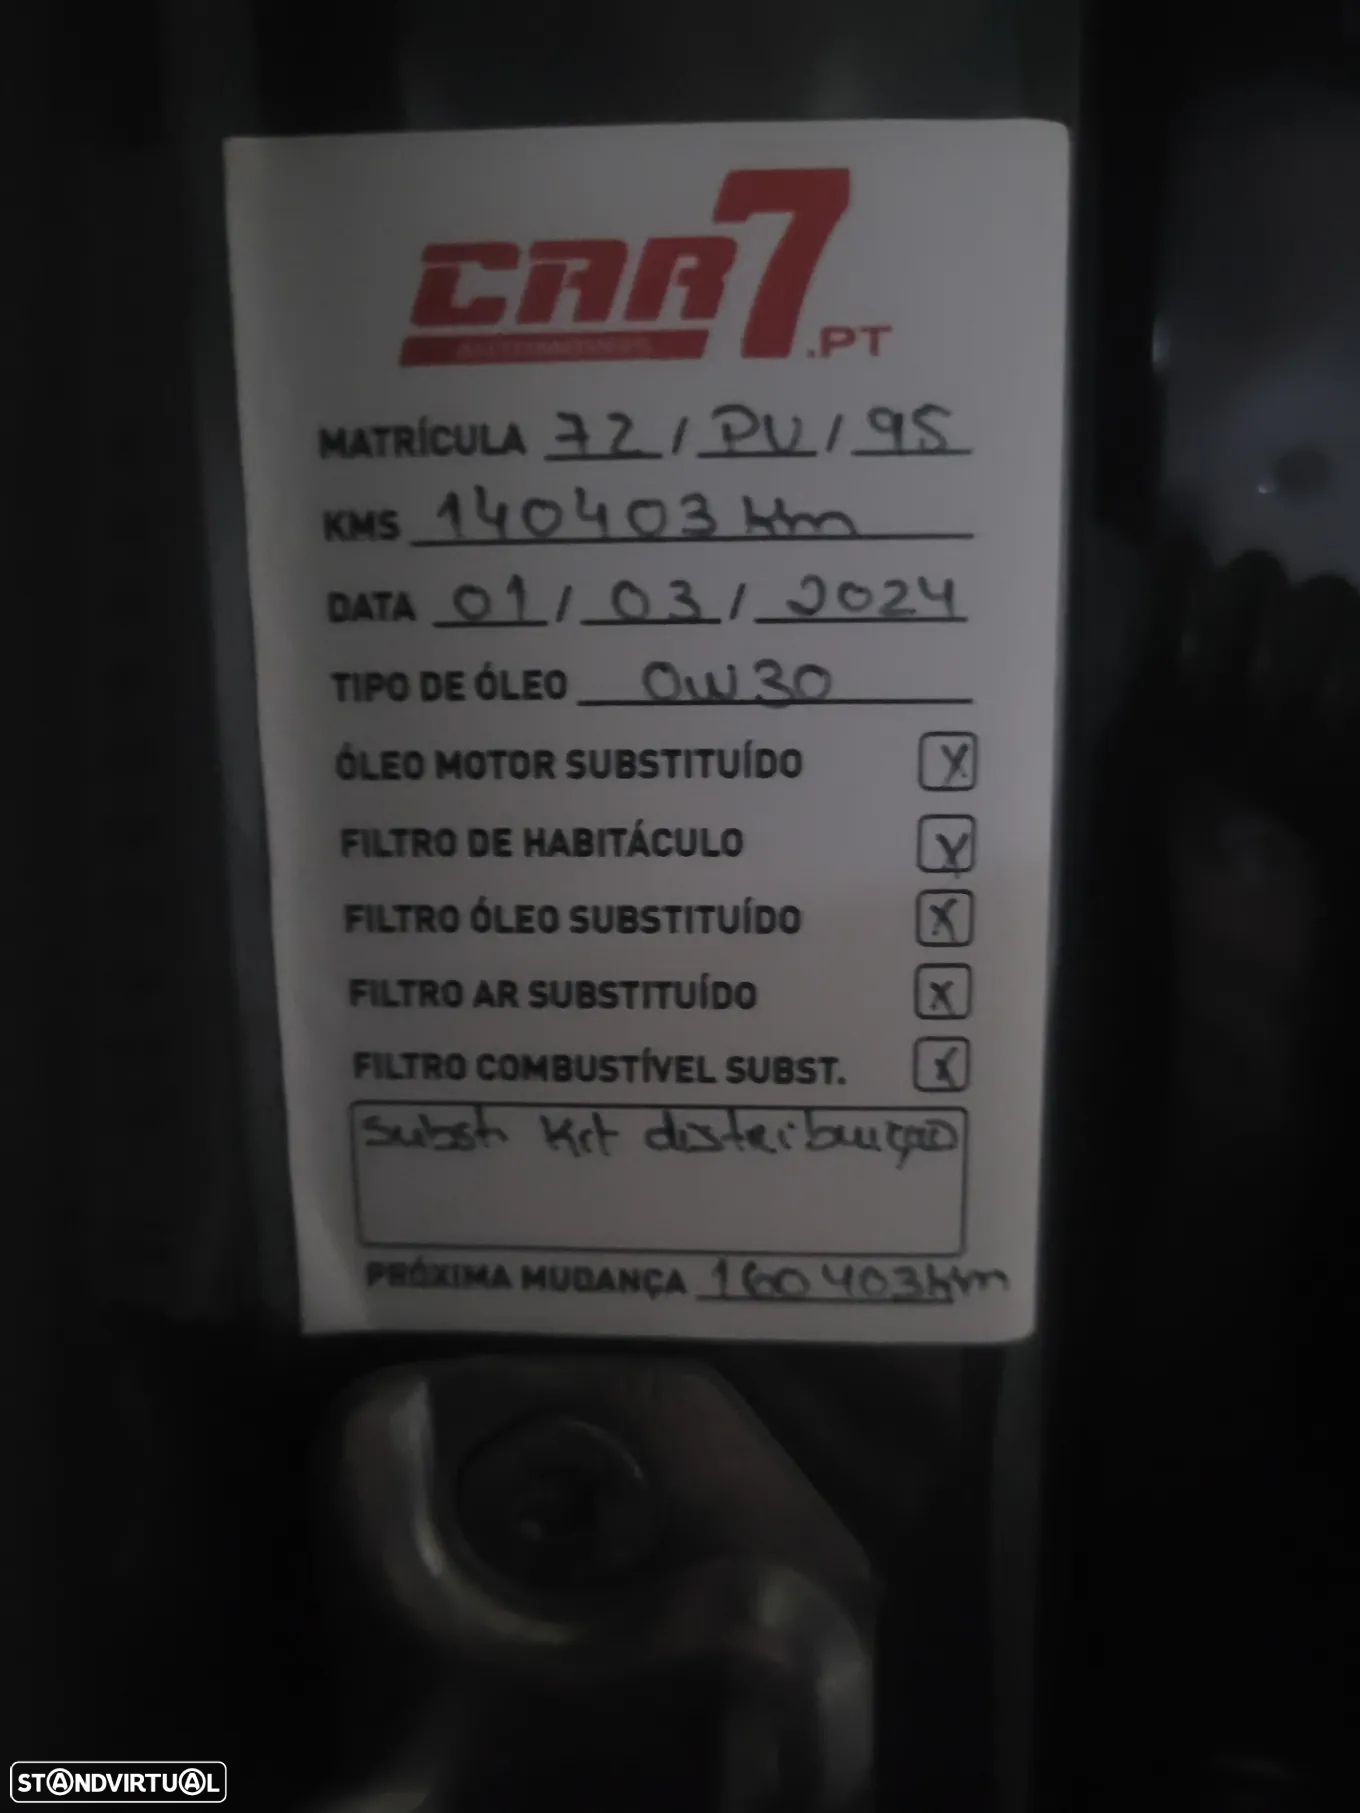 CAR7.PT
AUTOMÓVEIS
MATRÍCULA 72 / PU / 95
KMS 140403 km
DATA 01 / 03 / 2024
TIPO DE ÓLEO 0W30
ÓLEO MOTOR SUBSTITUÍDO X
FILTRO DE HABITÁCULO X
FILTRO ÓLEO SUBSTITUÍDO X
FILTRO AR SUBSTITUÍDO X
FILTRO COMBUSTÍVEL SUBST. X
Subst Kit distribuição
PRÓXIMA MUDANÇA 160403km
STANDVIRTUAL